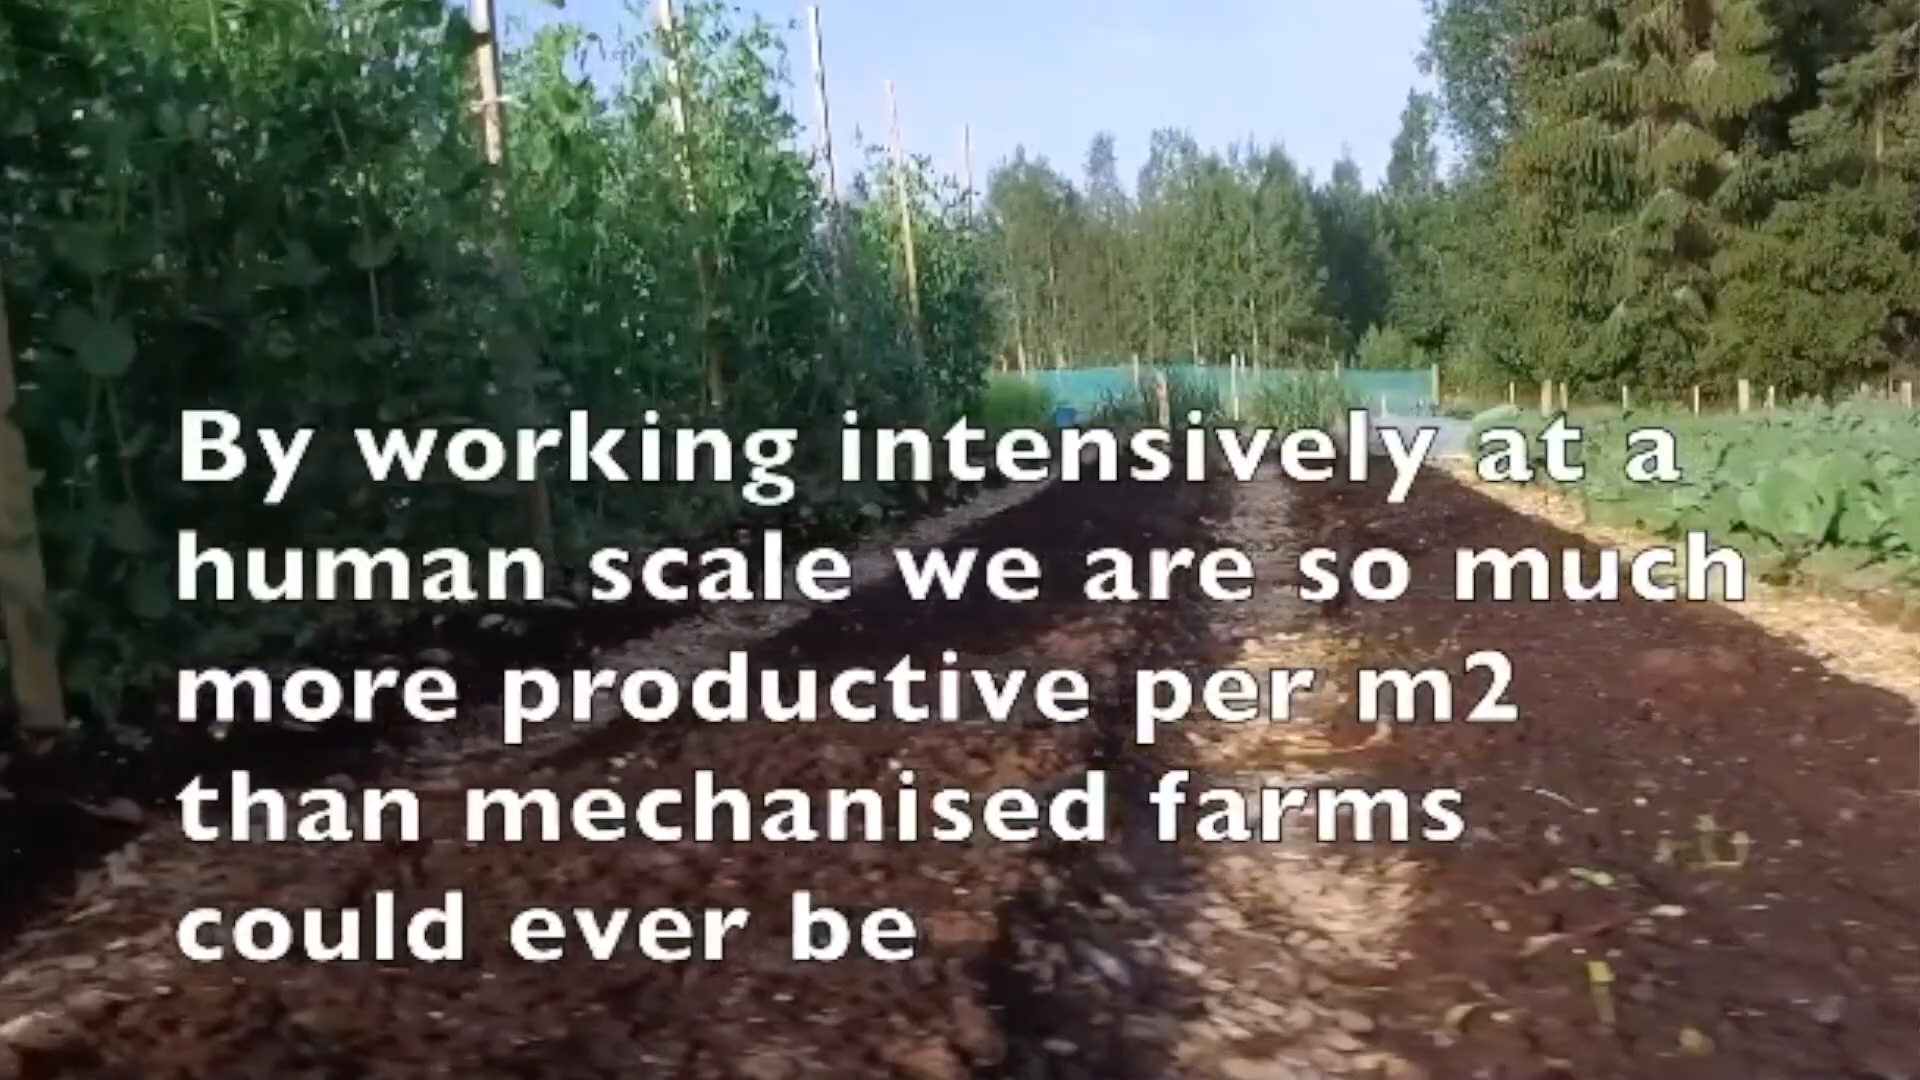 By working intensively at a
human scale we are so much
more productive per m2
than mechanised farms
could ever be